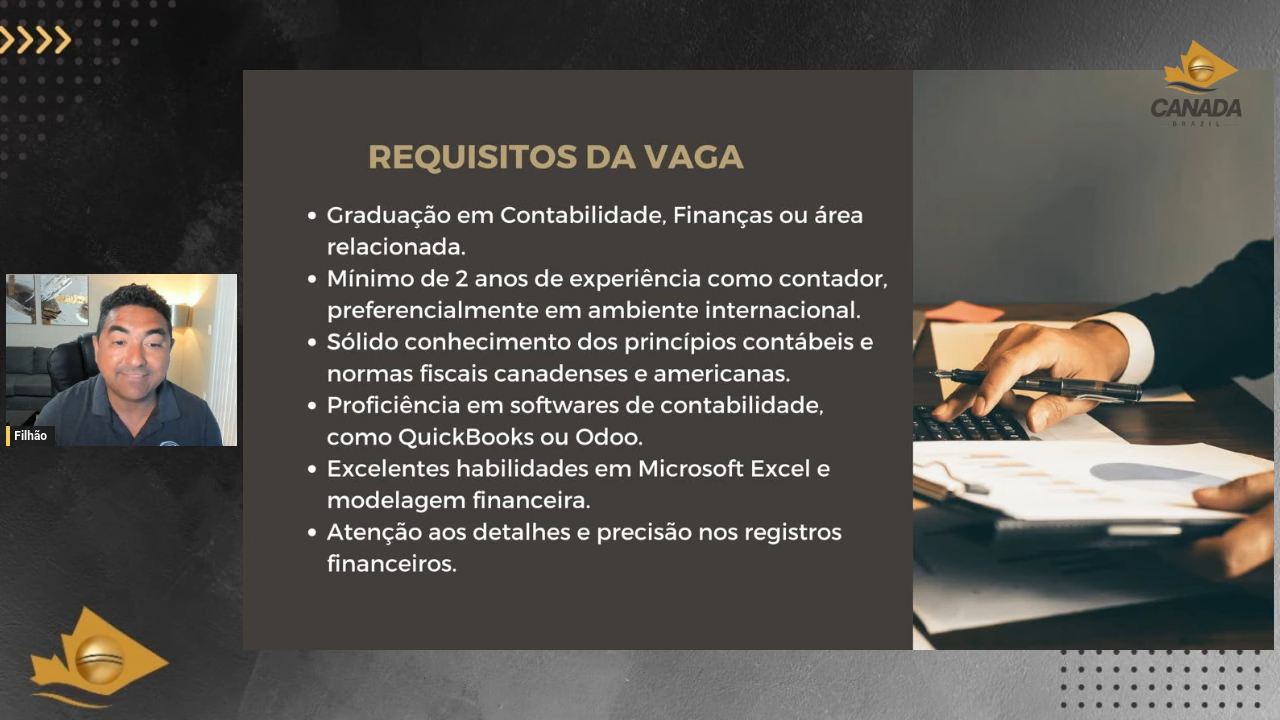 CANADA
BRAZIL
REQUISITOS DA VAGA
• Graduação em Contabilidade, Finanças ou área
relacionada.
• Mínimo de 2 anos de experiência como contador,
preferencialmente em ambiente internacional.
• Sólido conhecimento dos princípios contábeis e
normas fiscais canadenses e americanas.
• Proficiência em softwares de contabilidade,
como QuickBooks ou Odoo.
• Excelentes habilidades em Microsoft Excel e
modelagem financeira.
• Atenção aos detalhes e precisão nos registros
financeiros.
Filhão